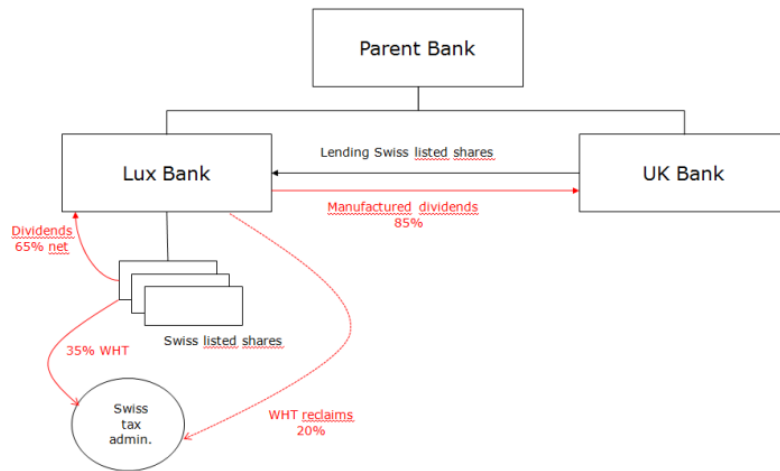 Parent Bank
Lending Swiss listed shares
Lux Bank
UK Bank
Manufactured dividends
85%
Dividends
65% net
Swiss listed shares
35% WHT
Swiss
tax
admin.
WHT reclaims
20%